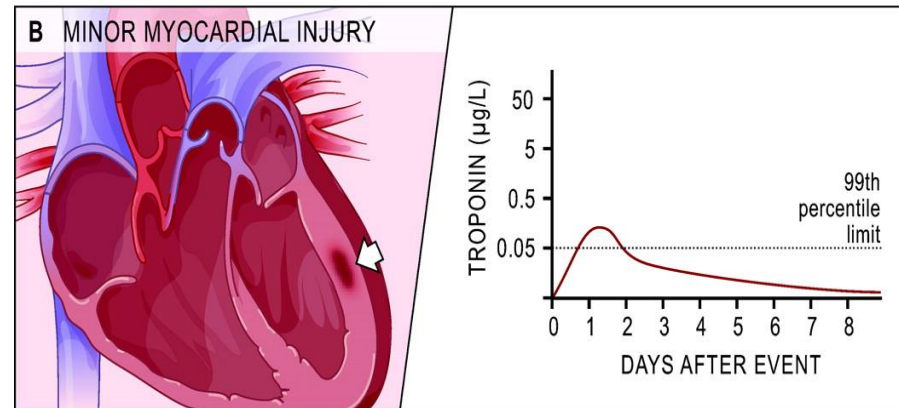 B MINOR MYOCARDIAL INJURY
TROPONIN (µg/L)
50
5
0.5
0.05
99th
percentile
limit
0 1 2 3 4 5 6 7 8
DAYS AFTER EVENT